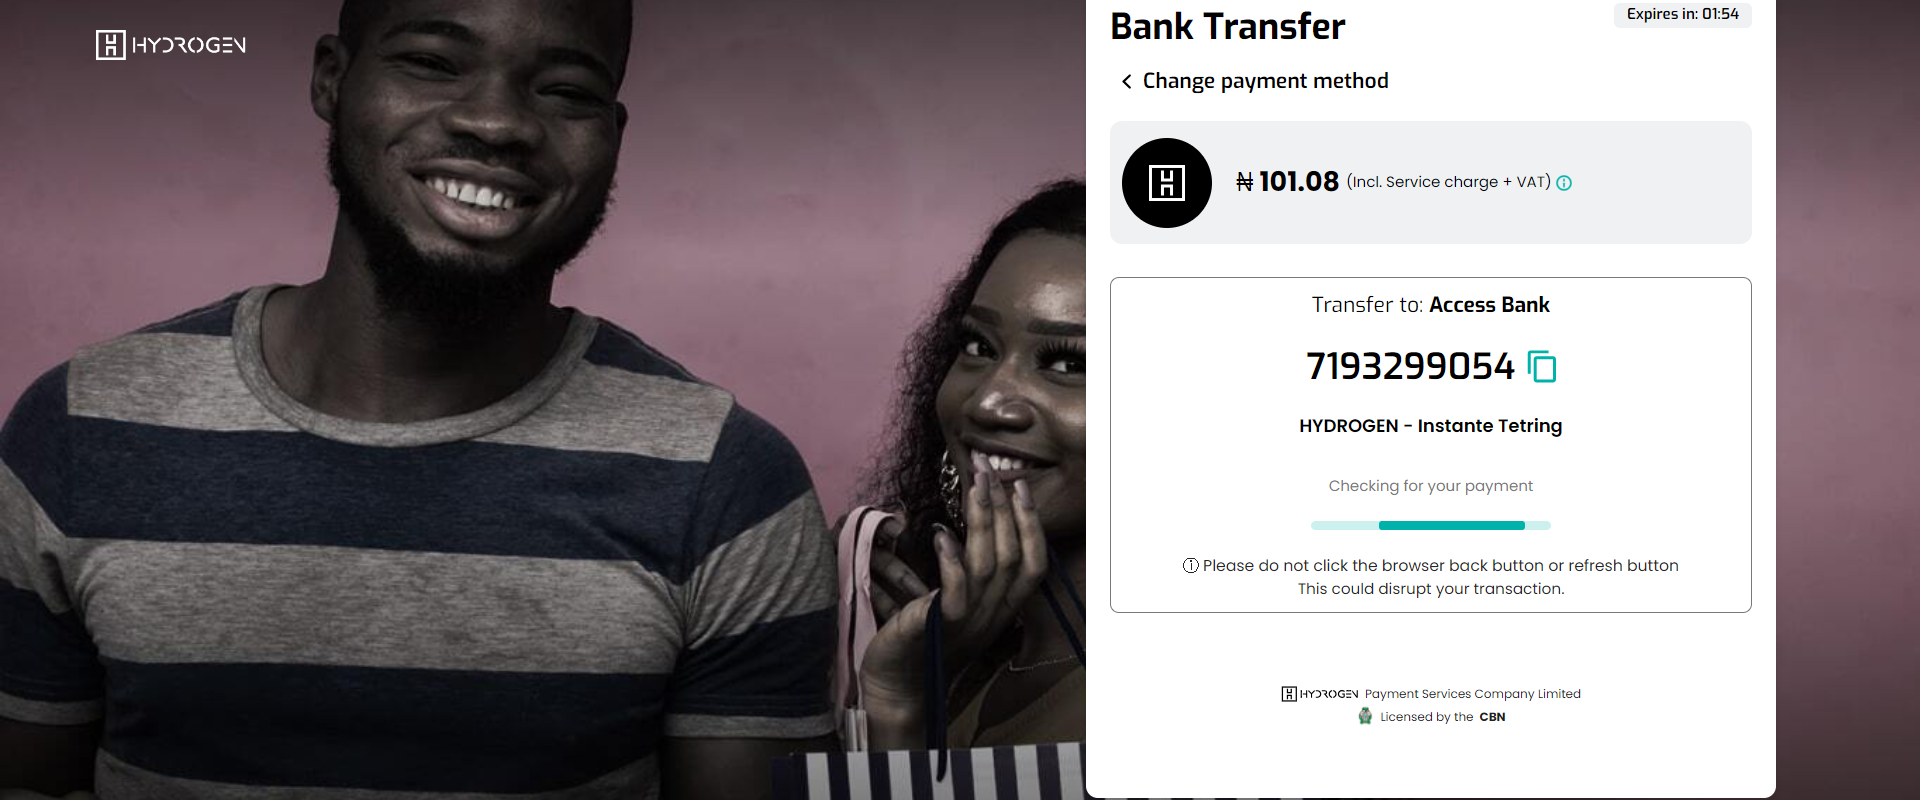 HYDROGEN
Bank Transfer
Expires in: 01:54
Change payment method
₦ 101.08 (Incl. Service charge + VAT)
Transfer to: Access Bank
7193299054
HYDROGEN - Instante Tetring
Checking for your payment
Please do not click the browser back button or refresh button
This could disrupt your transaction.
HYDROGEN Payment Services Company Limited
Licensed by the CBN